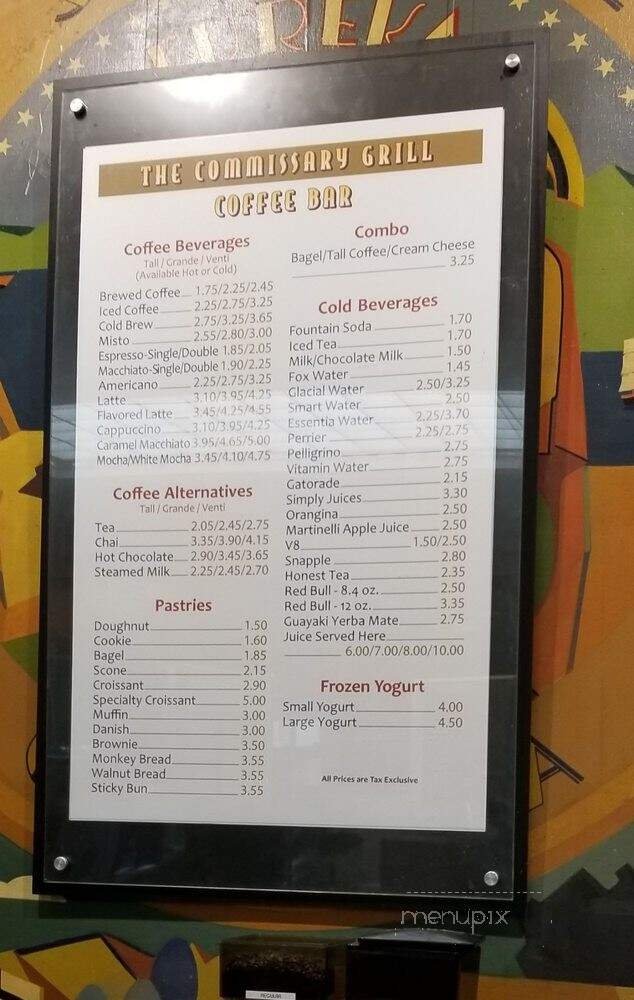 EUREKA
THE COMMISSARY GRILL
COFFEE BAR
Coffee Beverages
Tall / Grande / Venti
(Available Hot or Cold)
Brewed Coffee 1.75/2.25/2.45
Iced Coffee 2.25/2.75/3.25
Cold Brew 2.75/3.25/3.65
Misto 2.55/2.80/3.00
Espresso-Single/Double 1.85/2.05
Macchiato-Single/Double 1.90/2.25
Americano 2.25/2.75/3.25
Latte 3.10/3.95/4.25
Flavored Latte 3.45/4.25/4.55
Cappuccino 3.10/3.95/4.25
Caramel Macchiato 3.95/4.65/5.00
Mocha/White Mocha 3.45/4.10/4.75
Coffee Alternatives
Tall / Grande / Venti
Tea 2.05/2.45/2.75
Chai 3.35/3.90/4.15
Hot Chocolate 2.90/3.45/3.65
Steamed Milk 2.25/2.45/2.70
Pastries
Doughnut 1.50
Cookie 1.60
Bagel 1.85
Scone 2.15
Croissant 2.90
Specialty Croissant 5.00
Muffin 3.00
Danish 3.00
Brownie 3.50
Monkey Bread 3.55
Walnut Bread 3.55
Sticky Bun 3.55
Combo
Bagel/Tall Coffee/Cream Cheese
3.25
Cold Beverages
Fountain Soda 1.70
Iced Tea 1.70
Milk/Chocolate Milk 1.50
Fox Water 1.45
Glacial Water 2.50/3.25
Smart Water 2.50
Essentia Water 2.25/3.70
Perrier 2.25/2.75
Pelligrino 2.75
Vitamin Water 2.75
Gatorade 2.15
Simply Juices 3.30
Orangina 2.50
Martinelli Apple Juice 2.50
V8 1.50/2.50
Snapple 2.80
Honest Tea 2.35
Red Bull - 8.4 oz. 2.50
Red Bull - 12 oz. 3.35
Guayaki Yerba Mate 2.75
Juice Served Here
6.00/7.00/8.00/10.00
Frozen Yogurt
Small Yogurt 4.00
Large Yogurt 4.50
All Prices are Tax Exclusive
menupix
REGULAR